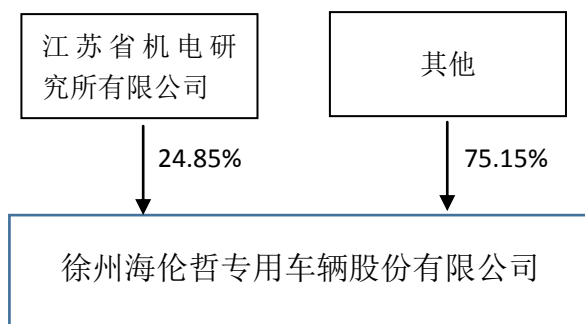 江苏省机电研
究所有限公司
其他
24.85%
75.15%
徐州海伦哲专用车辆股份有限公司